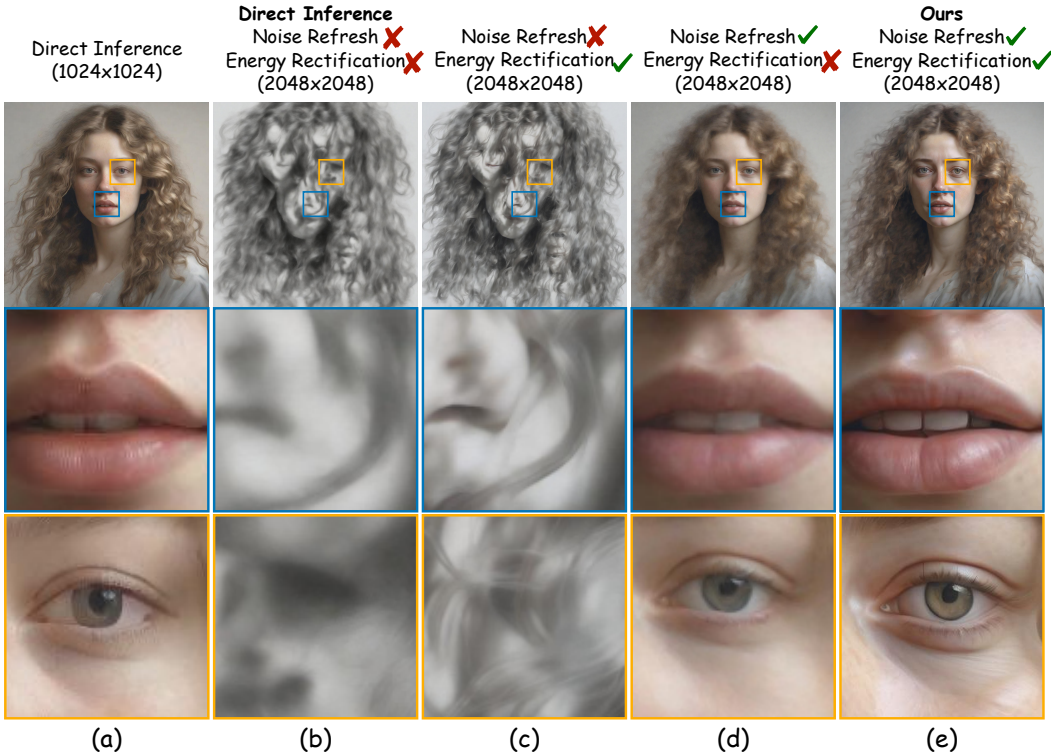 Direct Inference
(1024x1024)
Direct Inference
Noise Refresh ✘
Energy Rectification ✘
(2048x2048)
Noise Refresh ✘
Energy Rectification ✓
(2048x2048)
Noise Refresh ✓
Energy Rectification ✘
(2048x2048)
Ours
Noise Refresh ✓
Energy Rectification ✓
(2048x2048)
(a)
(b)
(c)
(d)
(e)